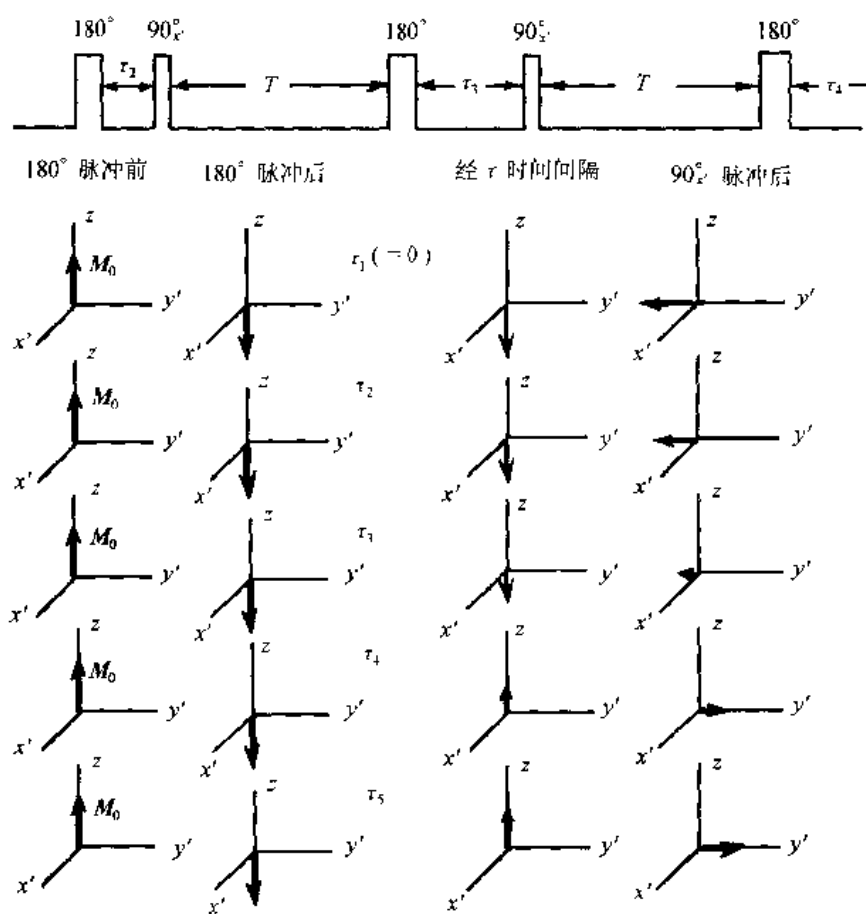 180° 90°x′ 180° 90°x′ 180°
τ2 T τ3 T τ4
180° 脉冲前 180° 脉冲后 经 τ 时间间隔 90°x′ 脉冲后
z z z z
M0 τ1 (=0)
y′ y′ y′ y′
x′ x′ x′ x′
z z z z
M0 τ2
y′ y′ y′ y′
x′ x′ x′ x′
z z z z
M0 τ3
y′ y′ y′ y′
x′ x′ x′ x′
z z z z
M0 τ4
y′ y′ y′ y′
x′ x′ x′ x′
z z z z
M0 τ5
y′ y′ y′ y′
x′ x′ x′ x′